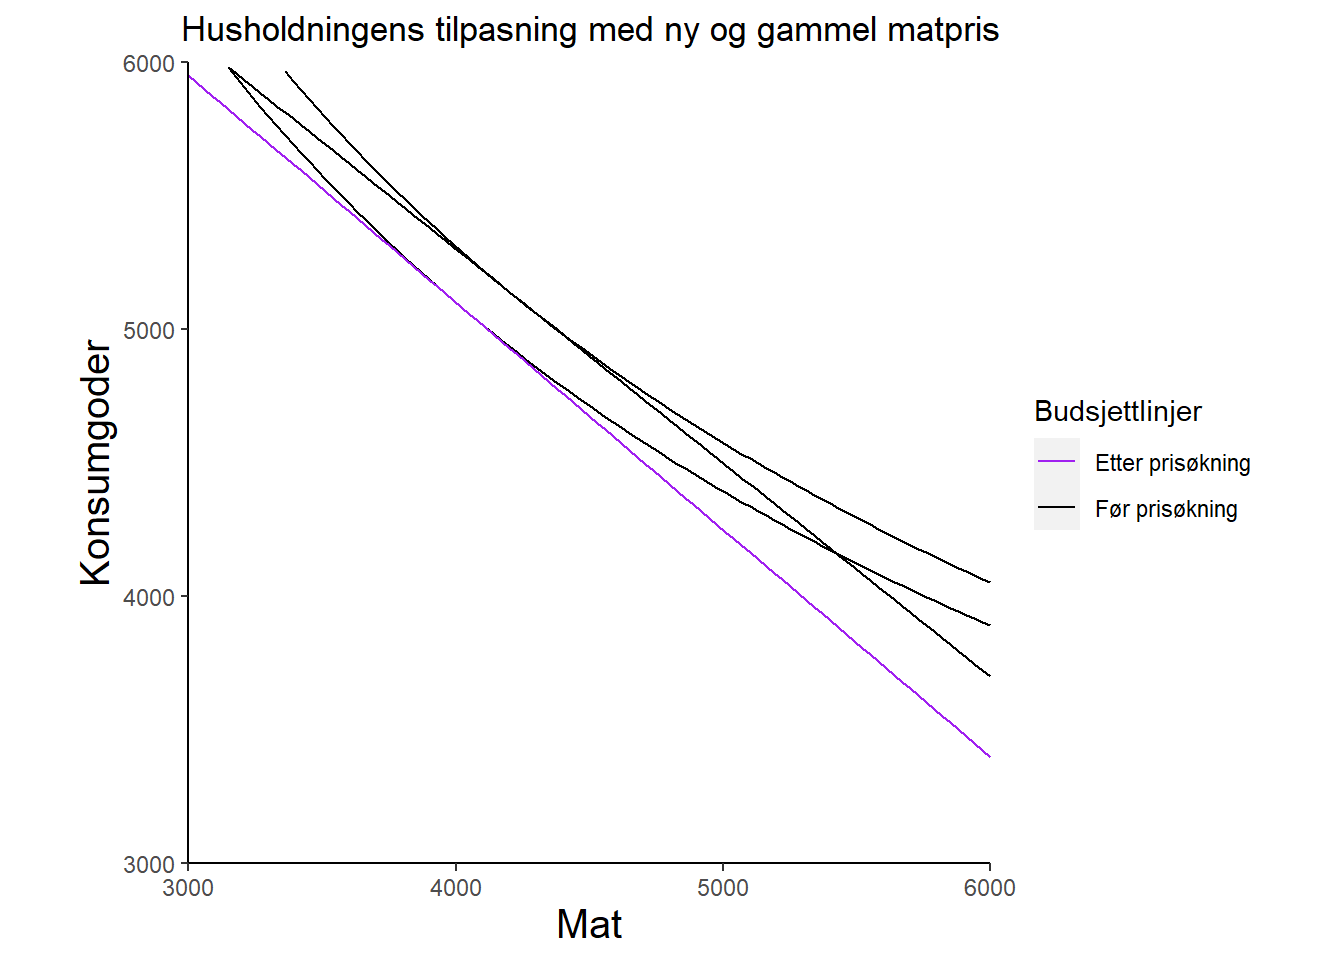 Husholdningens tilpasning med ny og gammel matpris
6000
5000
4000
3000
Konsumgoder
3000 4000 5000 6000
Mat
Budsjettlinjer
Etter prisøkning
Før prisøkning